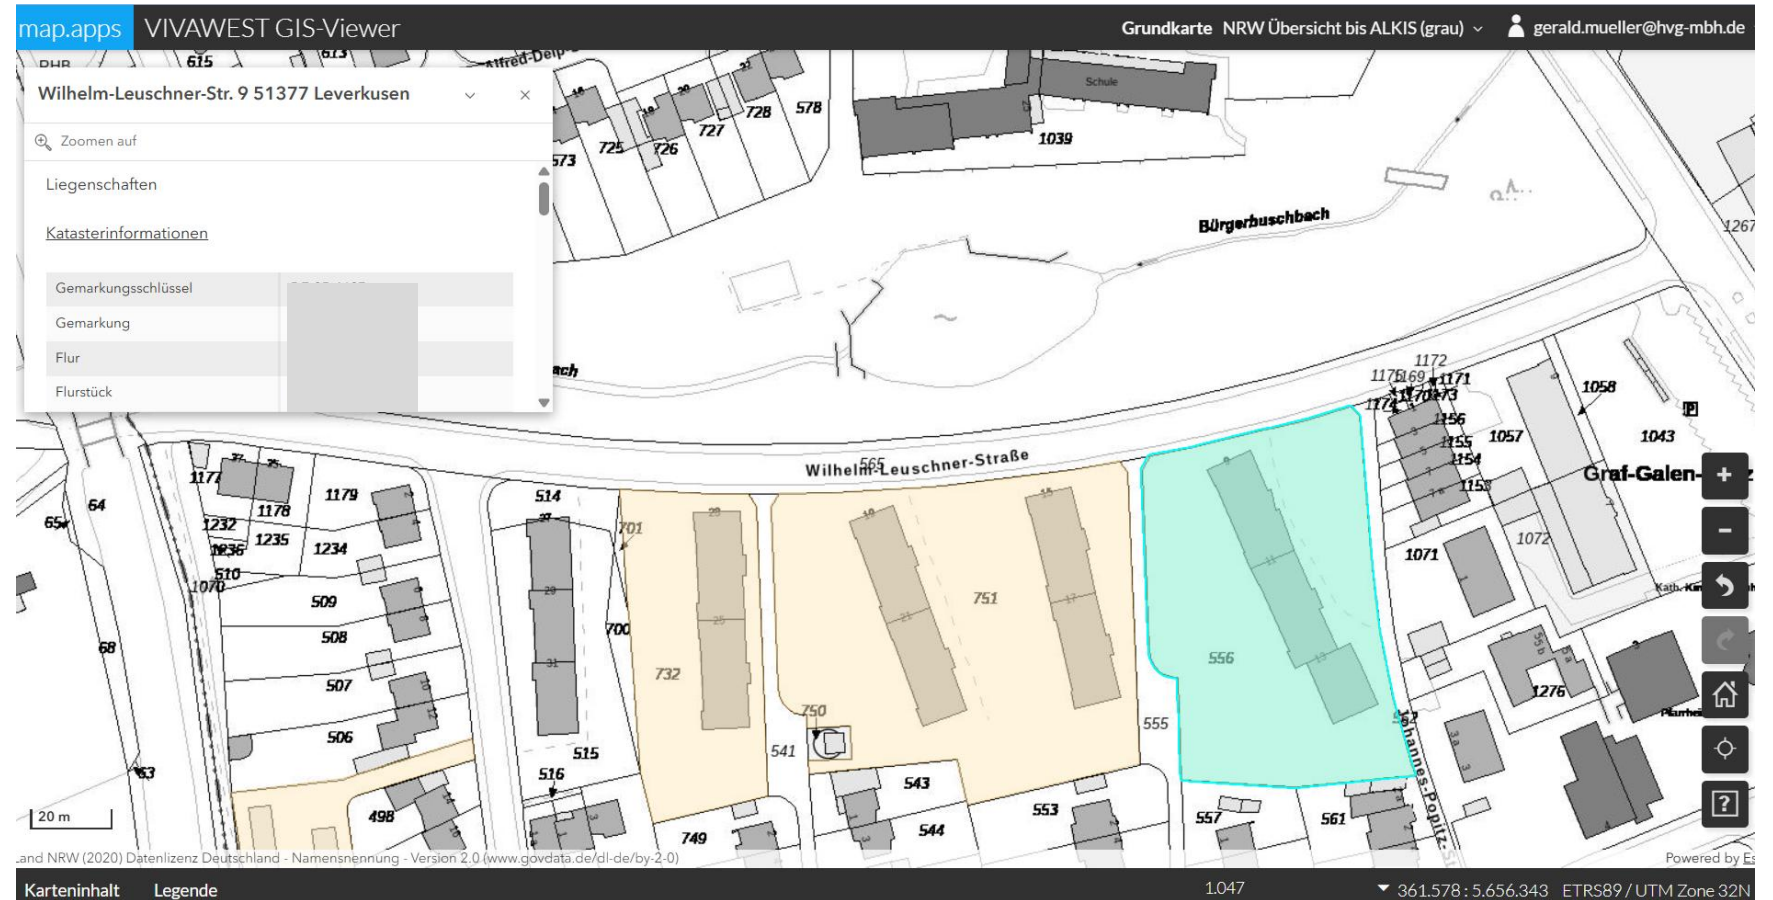 map.apps VIVAWEST GIS-Viewer
Grundkarte NRW Übersicht bis ALKIS (grau)
gerald.mueller@hvg-mbh.de
RHB
615
613
Wilhelm-Leuschner-Str. 9 51377 Leverkusen
Zoomen auf
Liegenschaften
Katasterinformationen
Gemarkungsschlüssel
Gemarkung
Flur
Flurstück
573
725
726
727
728
578
Schule
1039
Bürgerbuschbach
1267
1172
1171
1058
1043
P
Graf-Galen-
1057
1156
1155
1154
1153
1071
1072
Wilhelm-Leuschner-Straße
565
64
65
68
63
1177
1178
1179
1232
1235
1234
510
1070
509
508
507
506
498
514
515
516
701
700
732
751
750
541
543
544
553
555
556
557
561
749
1276
Johannes-Popitz-
20 m
Land NRW (2020) Datenlizenz Deutschland - Namensnennung - Version 2.0 (www.govdata.de/dl-de/by-2-0)
Powered by Es
Karteninhalt Legende
1.047
361.578 : 5.656.343 ETRS89 / UTM Zone 32N